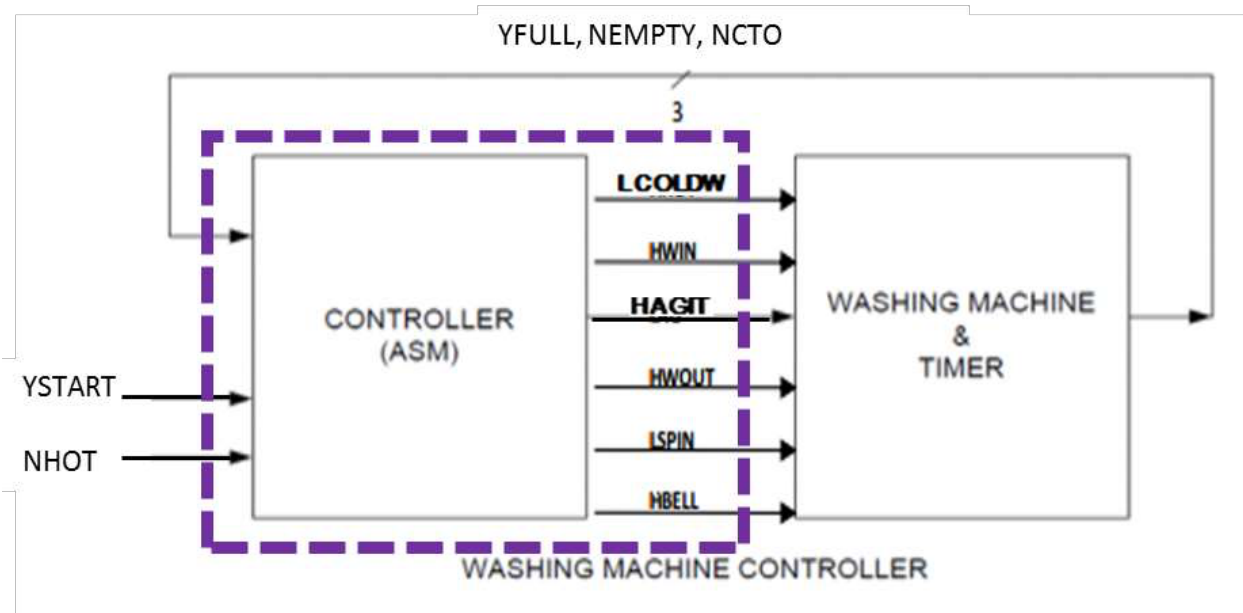 YFULL, NEMPTY, NCTO
3
LCOLDW
HWIN
HAGIT
HWOUT
LSPIN
HBELL
CONTROLLER
(ASM)
WASHING MACHINE
&
TIMER
YSTART
NHOT
WASHING MACHINE CONTROLLER